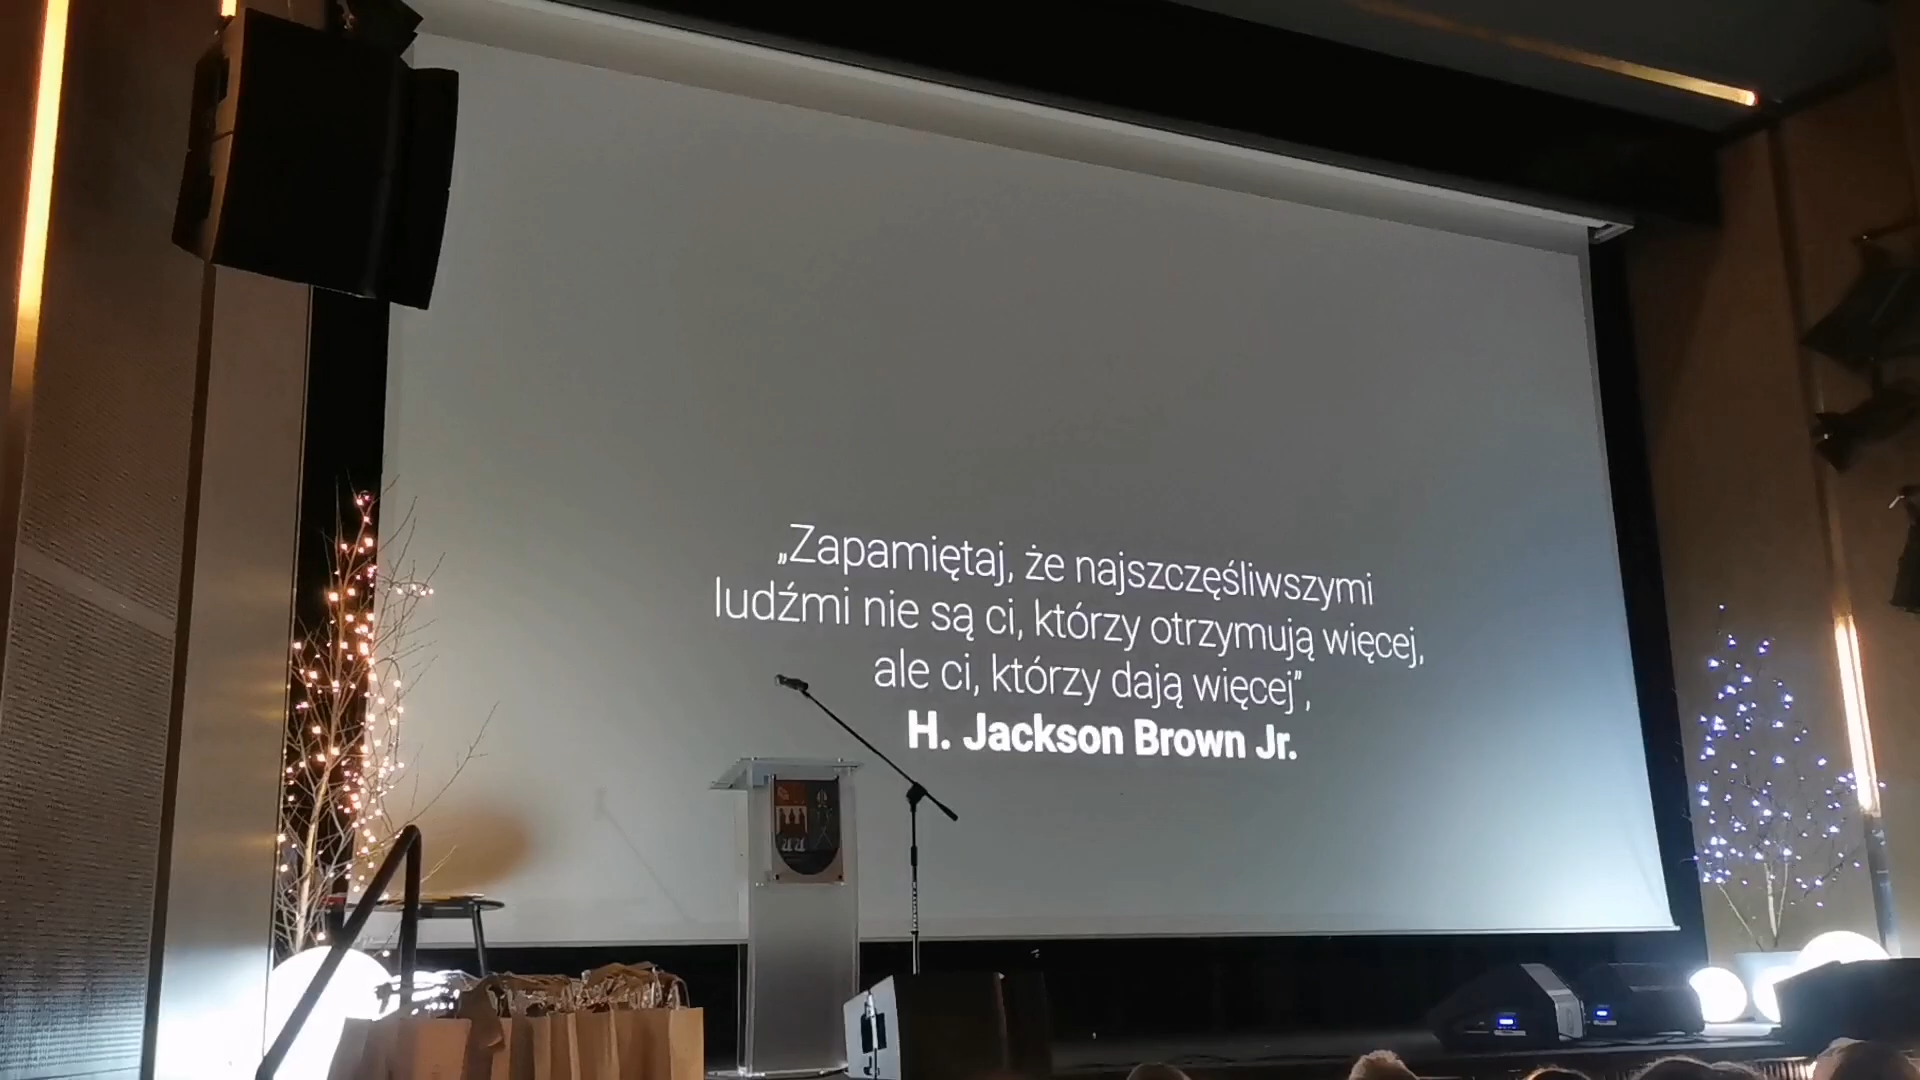 „Zapamiętaj, że najszczęśliwszymi
ludźmi nie są ci, którzy otrzymują więcej,
ale ci, którzy dają więcej”,
H. Jackson Brown Jr.